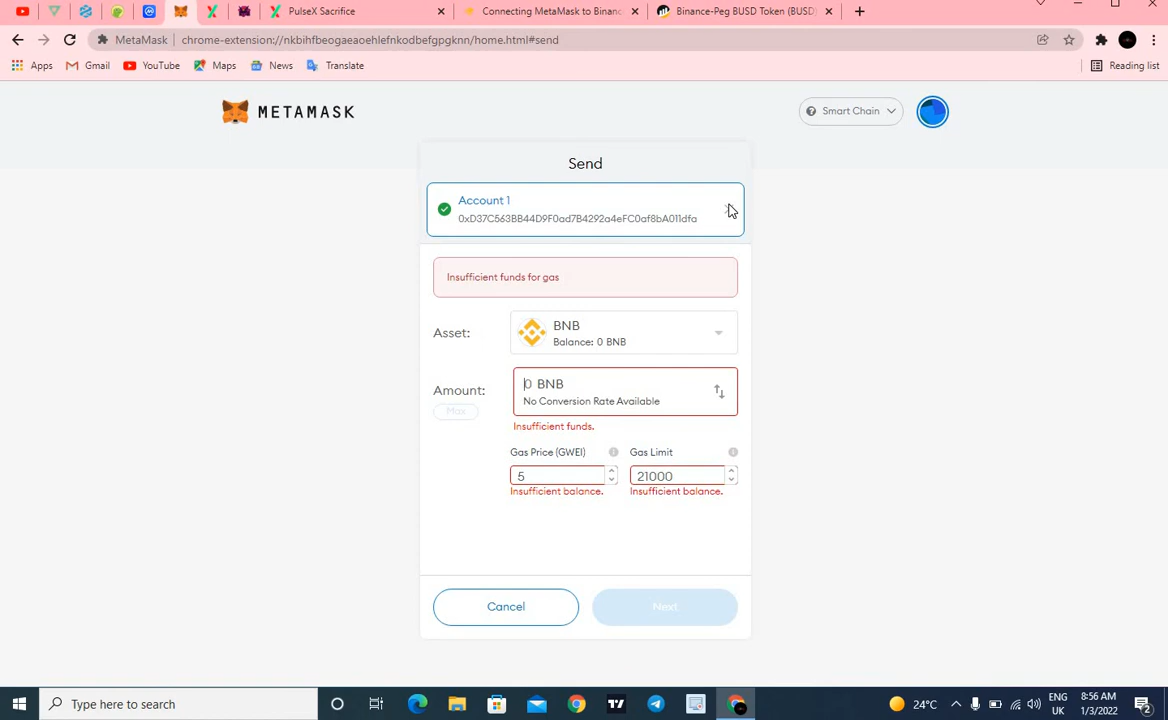 PulseX Sacrifice
Connecting MetaMask to Binanc
Binance-Peg BUSD Token (BUSD)
MetaMask | chrome-extension://nkbihfbeogaeaoehlefnkodbefgpgknn/home.html#send
Apps Gmail YouTube Maps News Translate Reading list
METAMASK
Smart Chain
Send
Account 1
0xD37C563BB44D9F0ad7B4292a4eFC0af8bA011dfa
Insufficient funds for gas
Asset:
BNB
Balance: 0 BNB
Amount:
Max
0 BNB
No Conversion Rate Available
Insufficient funds.
Gas Price (GWEI) Gas Limit
5 21000
Insufficient balance. Insufficient balance.
Cancel Next
Type here to search
24°C
ENG
UK
8:56 AM
1/3/2022
2